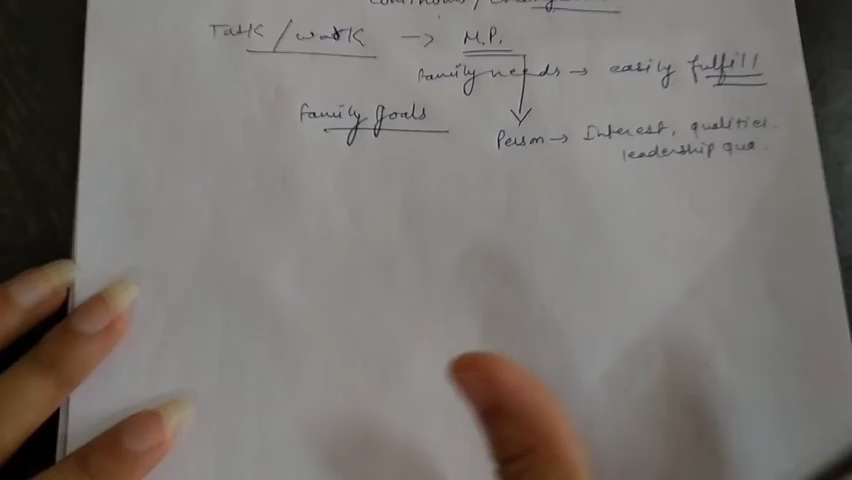 Task / work → M.P.
family needs → easily fulfill
family goals
Person → Interest, qualities.
leadership qua.